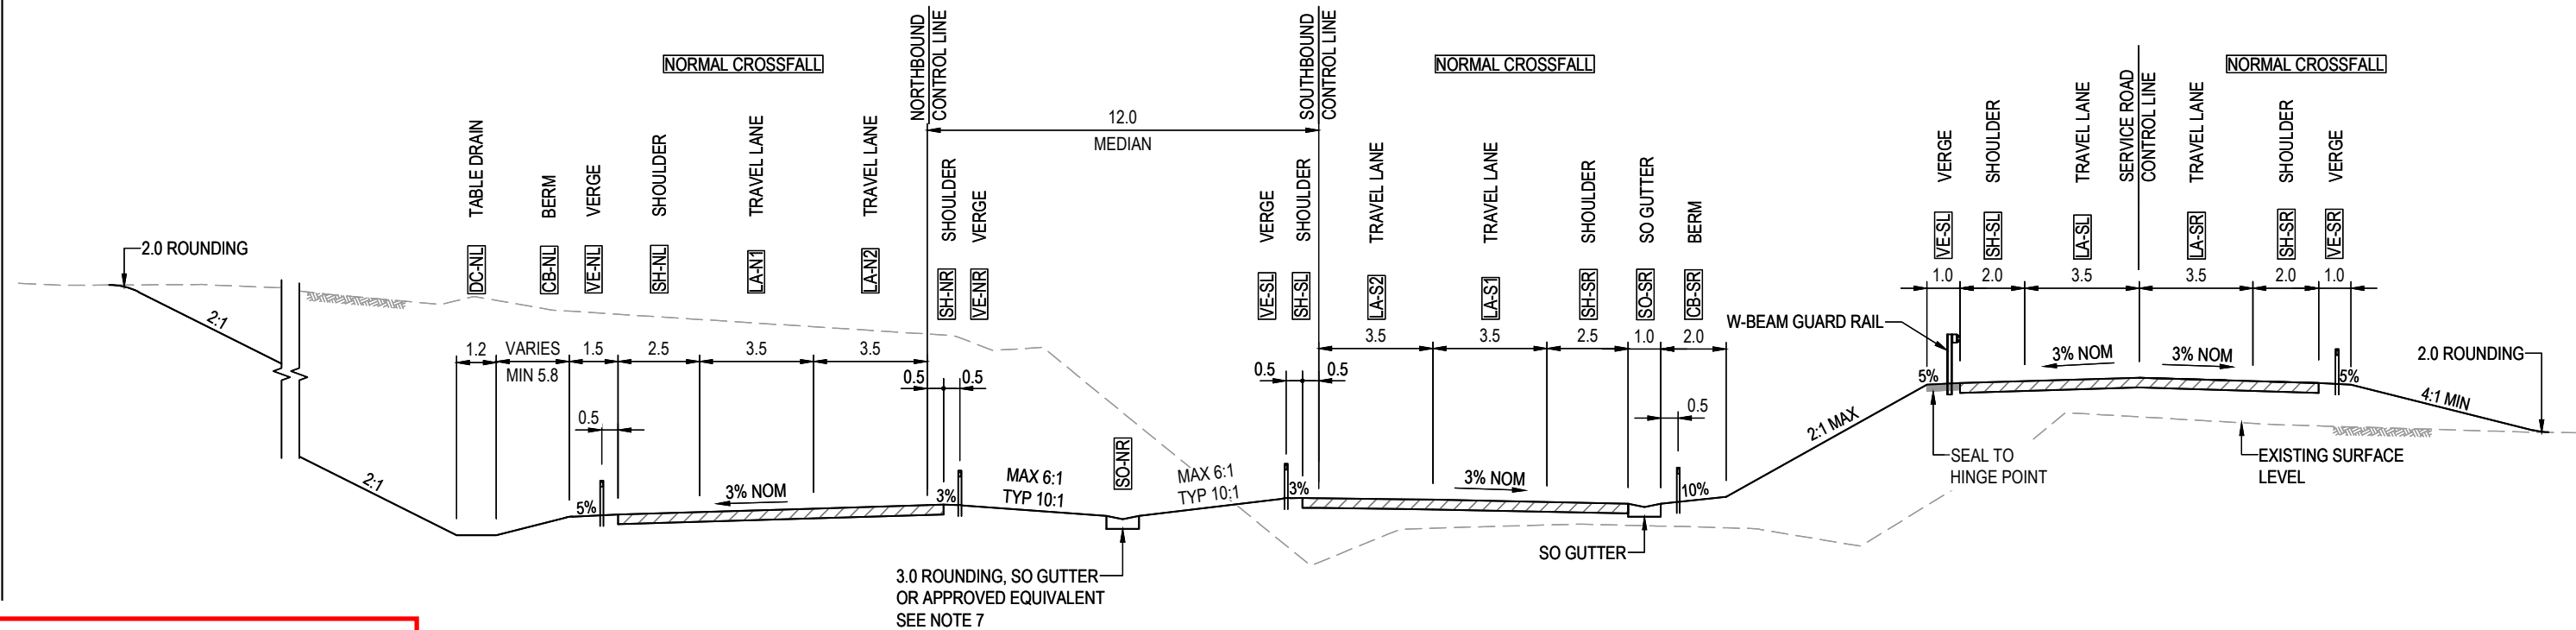 NORMAL CROSSFALL
NORMAL CROSSFALL
NORMAL CROSSFALL
NORTHBOUND
CONTROL LINE
SOUTHBOUND
CONTROL LINE
SERVICE ROAD
CONTROL LINE
12.0
MEDIAN
TABLE DRAIN
BERM
VERGE
SHOULDER
TRAVEL LANE
TRAVEL LANE
SHOULDER
VERGE
VERGE
SHOULDER
TRAVEL LANE
TRAVEL LANE
SHOULDER
SO GUTTER
BERM
VERGE
SHOULDER
TRAVEL LANE
TRAVEL LANE
SHOULDER
VERGE
DC-NL
CB-NL
VE-NL
SH-NL
LA-N1
LA-N2
SH-NR
VE-NR
VE-SL
SH-SL
LA-S2
LA-S1
SH-SR
SO-SR
CB-SR
VE-SL
SH-SL
LA-SL
LA-SR
SH-SR
VE-SR
1.0
2.0
3.5
3.5
2.0
1.0
2.0 ROUNDING
2:1
1.2
VARIES
MIN 5.8
1.5
2.5
3.5
3.5
0.5
0.5
0.5
0.5
3.5
3.5
2.5
1.0
2.0
W-BEAM GUARD RAIL
3% NOM
3% NOM
2.0 ROUNDING
5%
5%
4:1 MIN
0.5
0.5
2:1 MAX
2:1
5%
3% NOM
3%
MAX 6:1
TYP 10:1
SO-NR
MAX 6:1
TYP 10:1
3%
3% NOM
10%
SEAL TO
HINGE POINT
EXISTING SURFACE
LEVEL
SO GUTTER
3.0 ROUNDING, SO GUTTER
OR APPROVED EQUIVALENT
SEE NOTE 7